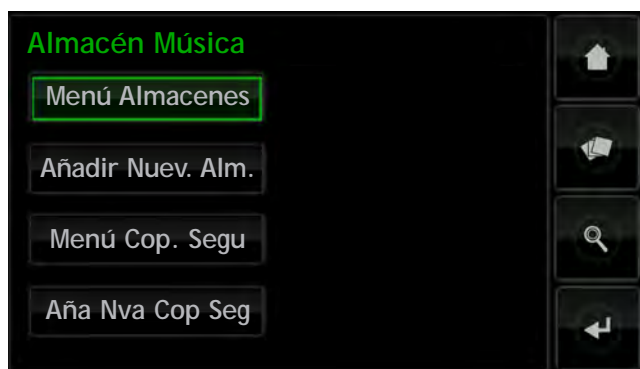 Almacén Música
Menú Almacenes
Añadir Nuev. Alm.
Menú Cop. Segu
Aña Nva Cop Seg